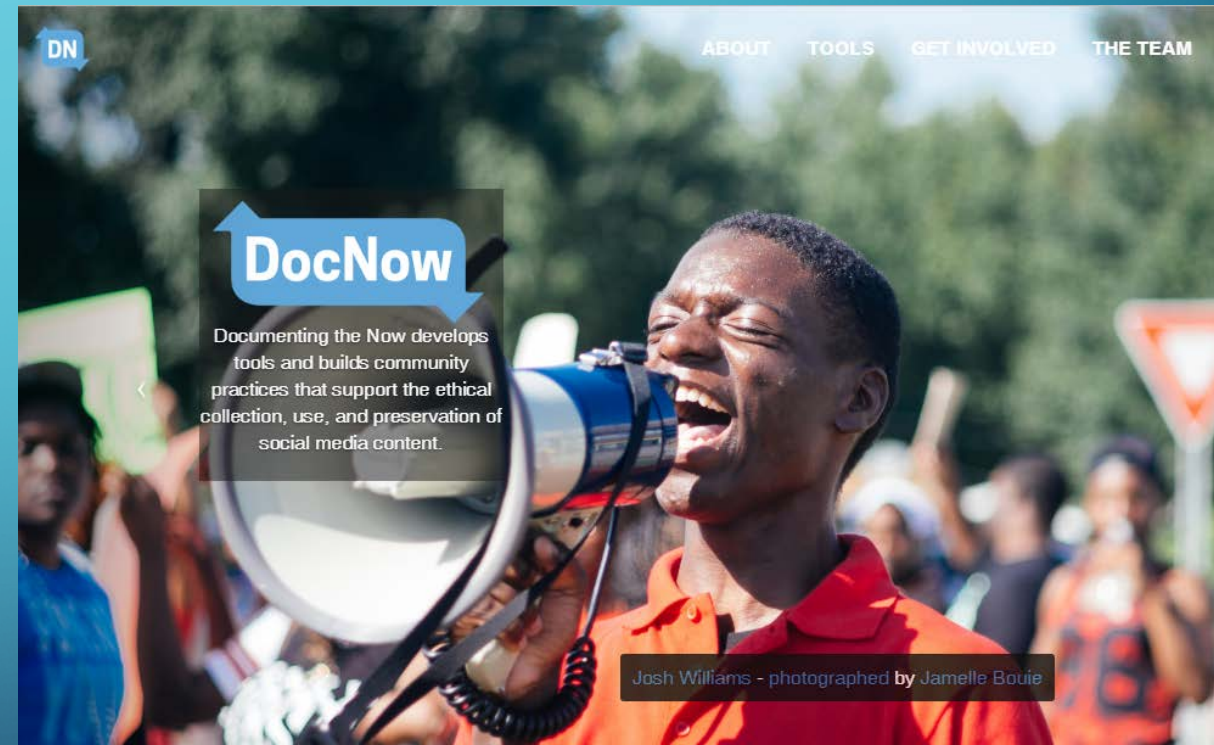 DN
ABOUT TOOLS GET INVOLVED THE TEAM
DocNow
Documenting the Now develops
tools and builds community
practices that support the ethical
collection, use, and preservation of
social media content.
Josh Williams - photographed by Jamelle Bouie